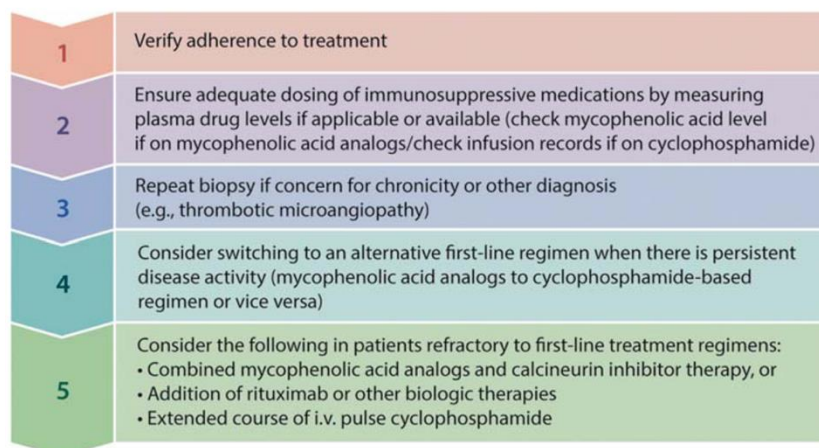 1
Verify adherence to treatment
2
Ensure adequate dosing of immunosuppressive medications by measuring
plasma drug levels if applicable or available (check mycophenolic acid level
if on mycophenolic acid analogs/check infusion records if on cyclophosphamide)
3
Repeat biopsy if concern for chronicity or other diagnosis
(e.g., thrombotic microangiopathy)
4
Consider switching to an alternative first-line regimen when there is persistent
disease activity (mycophenolic acid analogs to cyclophosphamide-based
regimen or vice versa)
5
Consider the following in patients refractory to first-line treatment regimens:
• Combined mycophenolic acid analogs and calcineurin inhibitor therapy, or
• Addition of rituximab or other biologic therapies
• Extended course of i.v. pulse cyclophosphamide